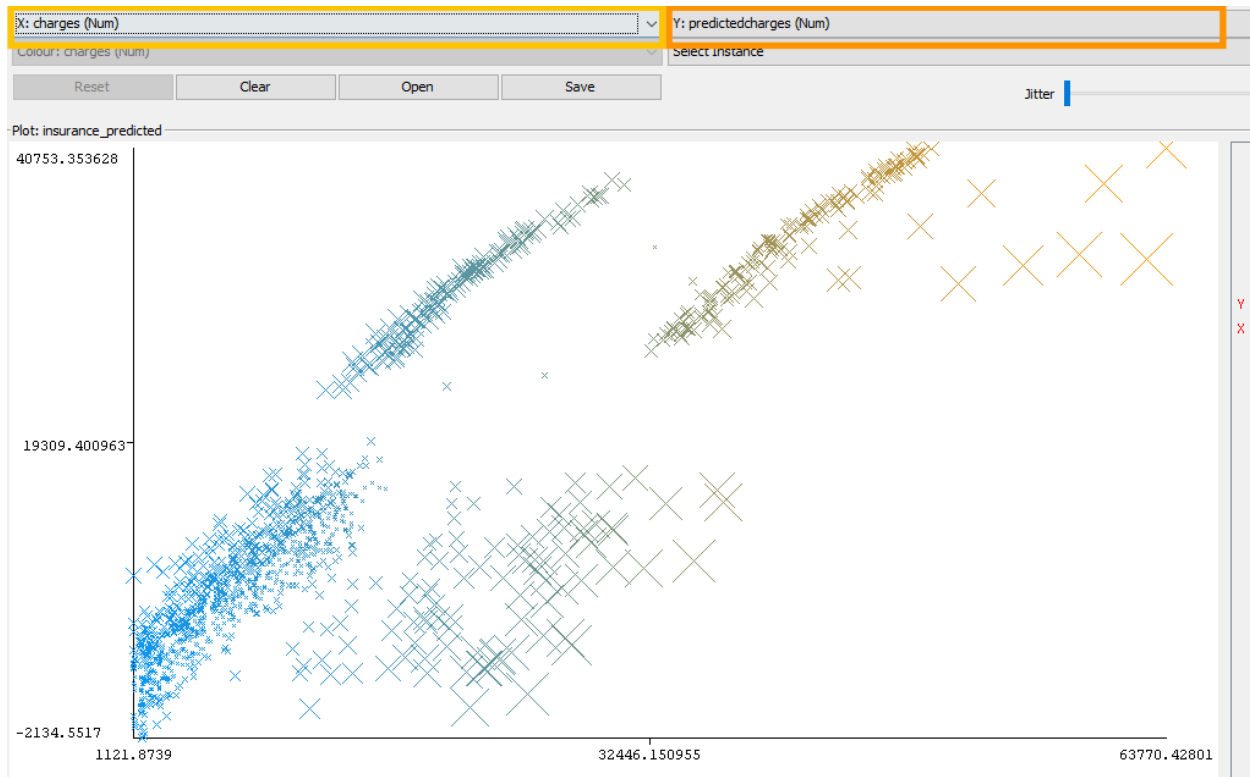 X: charges (Num)
Y: predictedcharges (Num)
Colour: charges (Num)
Select Instance
Reset
Clear
Open
Save
Jitter
Plot: insurance_predicted
40753.353628
19309.400963
-2134.5517
1121.8739
32446.150955
63770.42801
Y
X